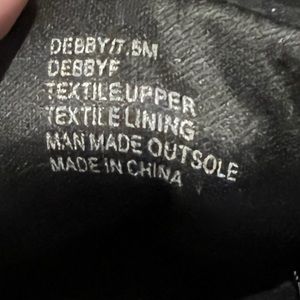 DEBBY/7.5M
DEBBYF
TEXTILE UPPER
TEXTILE LINING
MAN MADE OUTSOLE
MADE IN CHINA